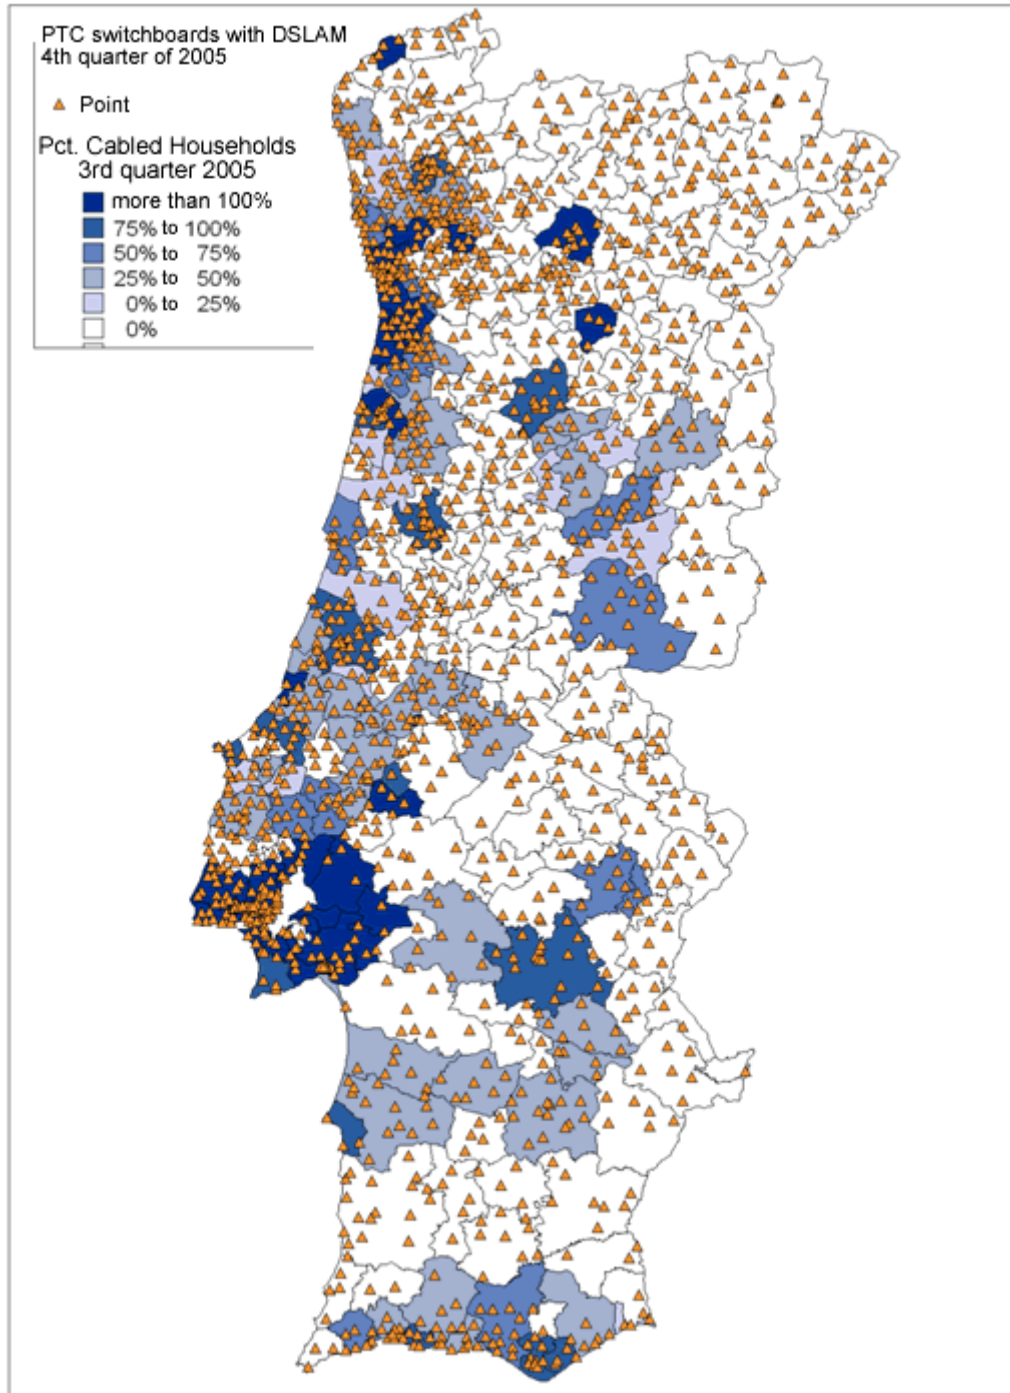 PTC switchboards with DSLAM
4th quarter of 2005
Point
Pct. Cabled Households
3rd quarter 2005
more than 100%
75% to 100%
50% to 75%
25% to 50%
0% to 25%
0%